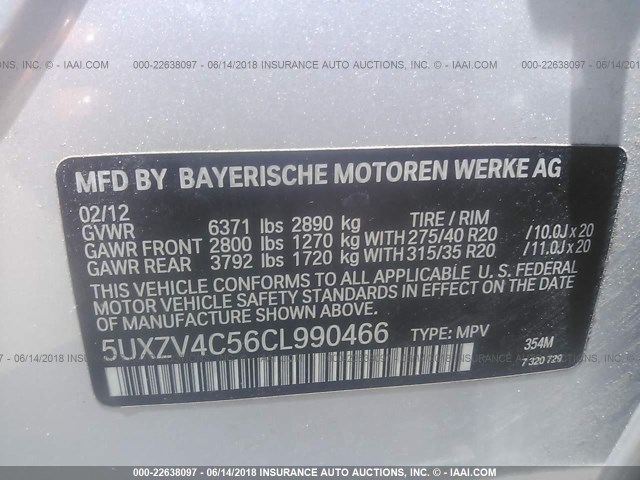 000-22638097 - 06/14/2018 - INSURANCE AUTO AUCTIONS, INC. - WWW.IAAI.COM
MFD BY BAYERISCHE MOTOREN WERKE AG
02/12
GVWR 6371 lbs 2890 kg TIRE / RIM
GAWR FRONT 2800 lbs 1270 kg WITH 275/40 R20 /10.0J x 20
GAWR REAR 3792 lbs 1720 kg WITH 315/35 R20 /11.0J x 20
THIS VEHICLE CONFORMS TO ALL APPLICABLE U.S. FEDERAL
MOTOR VEHICLE SAFETY STANDARDS IN EFFECT ON THE DATE
OF MANUFACTURE SHOWN ABOVE.
5UXZV4C56CL990466 TYPE: MPV 354M
7 320 729
000-22638097 - 06/14/2018 - INSURANCE AUTO AUCTIONS, INC. - WWW.IAAI.COM